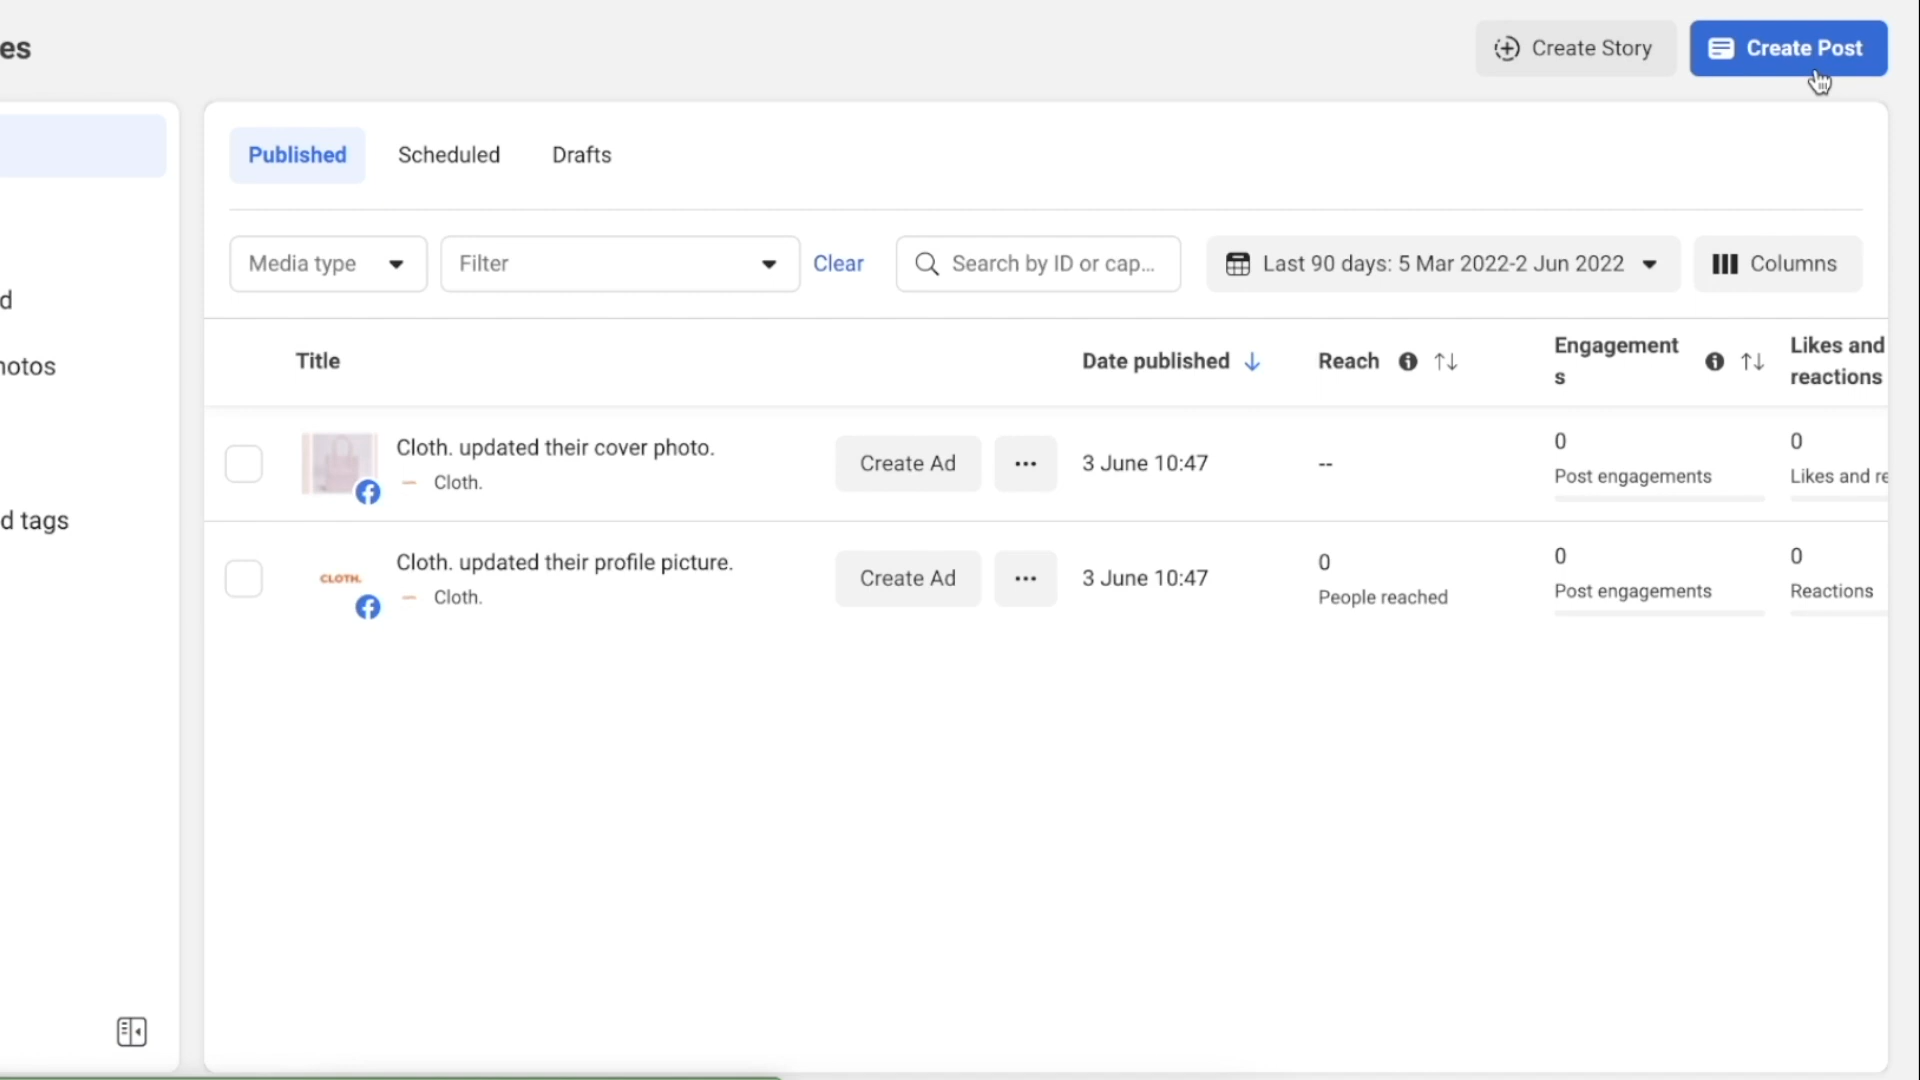 es
Create Story
Create Post
Published
Scheduled
Drafts
Media type
Filter
Clear
Search by ID or cap...
Last 90 days: 5 Mar 2022-2 Jun 2022
Columns
d
hotos
d tags
Title
Date published
Reach
Engagement
s
Likes and
reactions
Cloth. updated their cover photo.
Cloth.
Create Ad
3 June 10:47
--
0
Post engagements
0
Likes and re
CLOTH.
Cloth. updated their profile picture.
Cloth.
Create Ad
3 June 10:47
0
People reached
0
Post engagements
0
Reactions